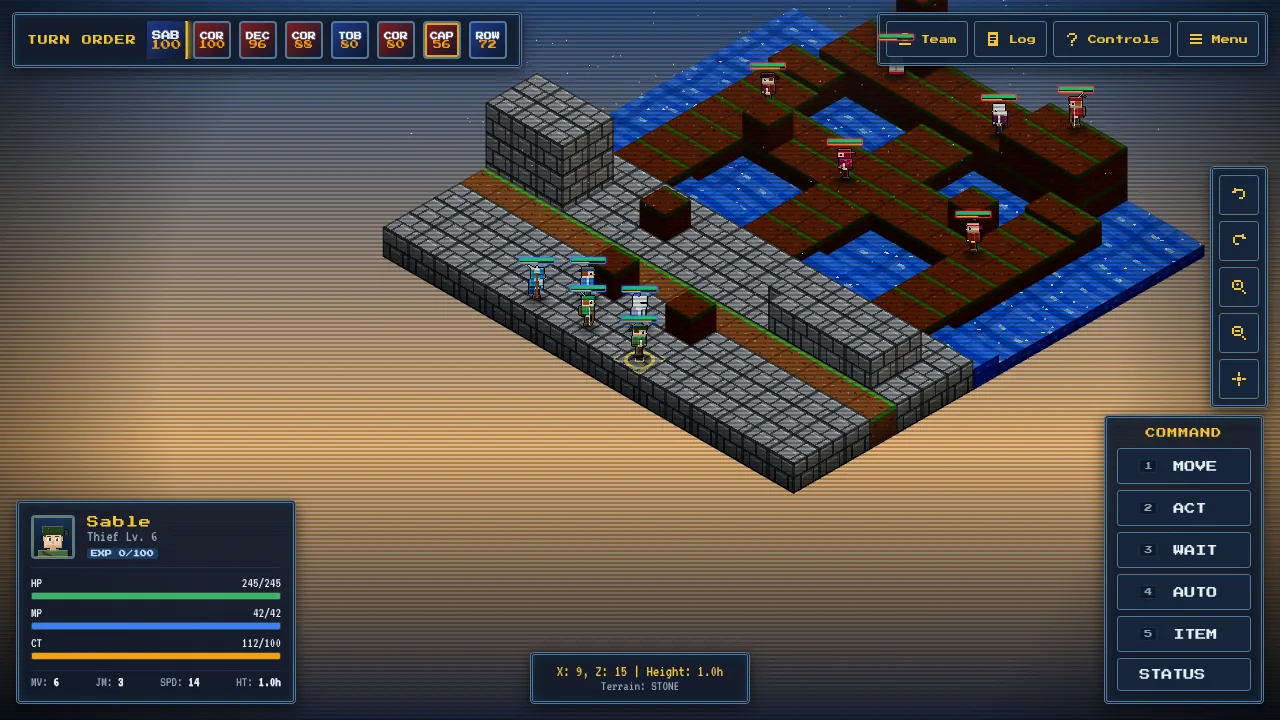 TURN ORDER
SAB 100
COR 100
DEC 96
COR 88
TOB 80
COR 80
CAP 56
ROW 72
Team
Log
? Controls
Menu
COMMAND
1 MOVE
2 ACT
3 WAIT
4 AUTO
5 ITEM
STATUS
Sable
Thief Lv. 6
EXP 0/100
HP 245/245
MP 42/42
CT 112/100
MV: 6 JM: 3 SPD: 14 HT: 1.0h
X: 9, Z: 15 | Height: 1.0h
Terrain: STONE